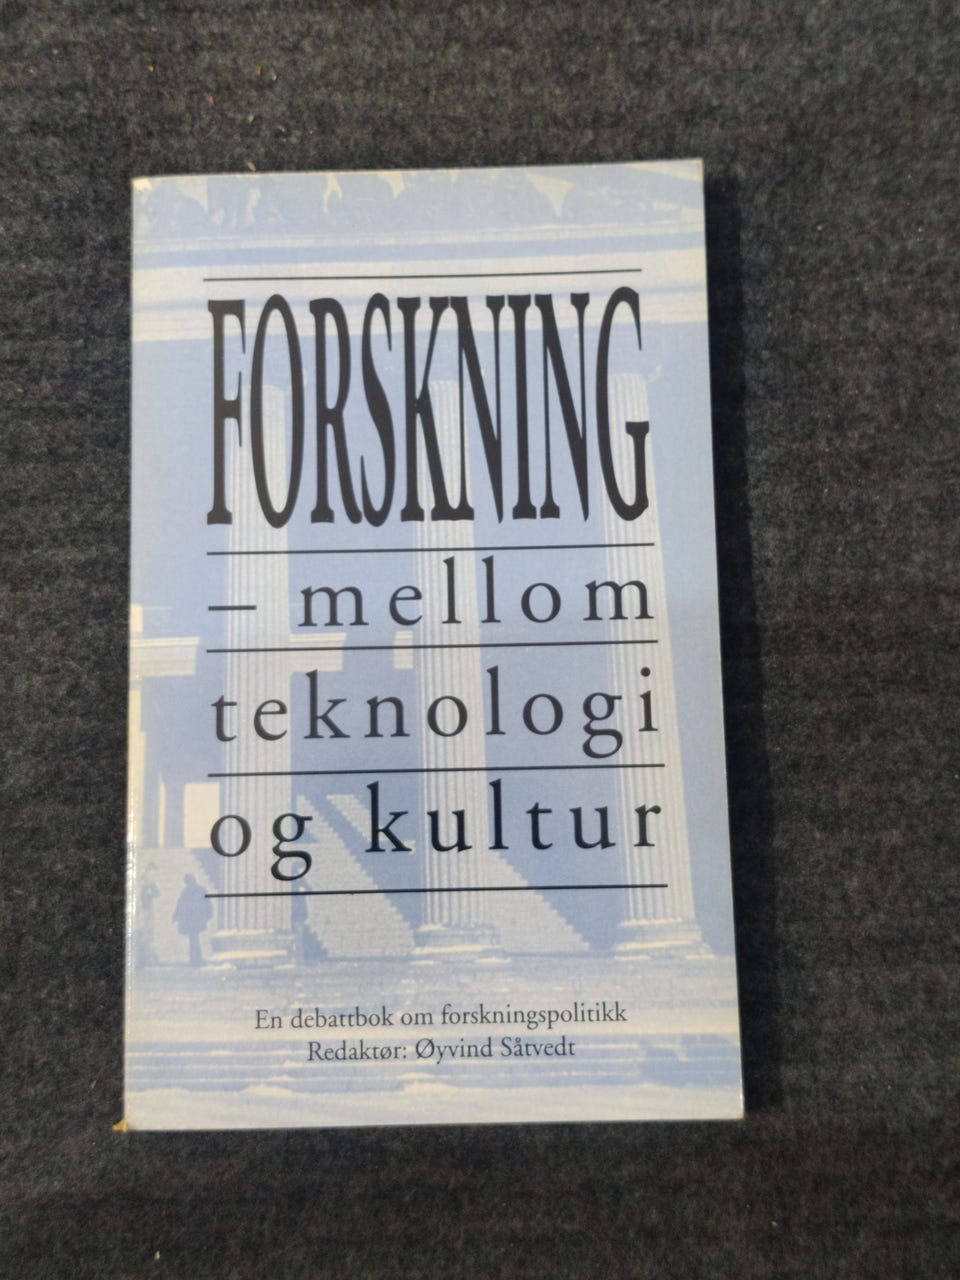 FORSKNING
– mellom
teknologi
og kultur
En debattbok om forskningspolitikk
Redaktør: Øyvind Såtvedt